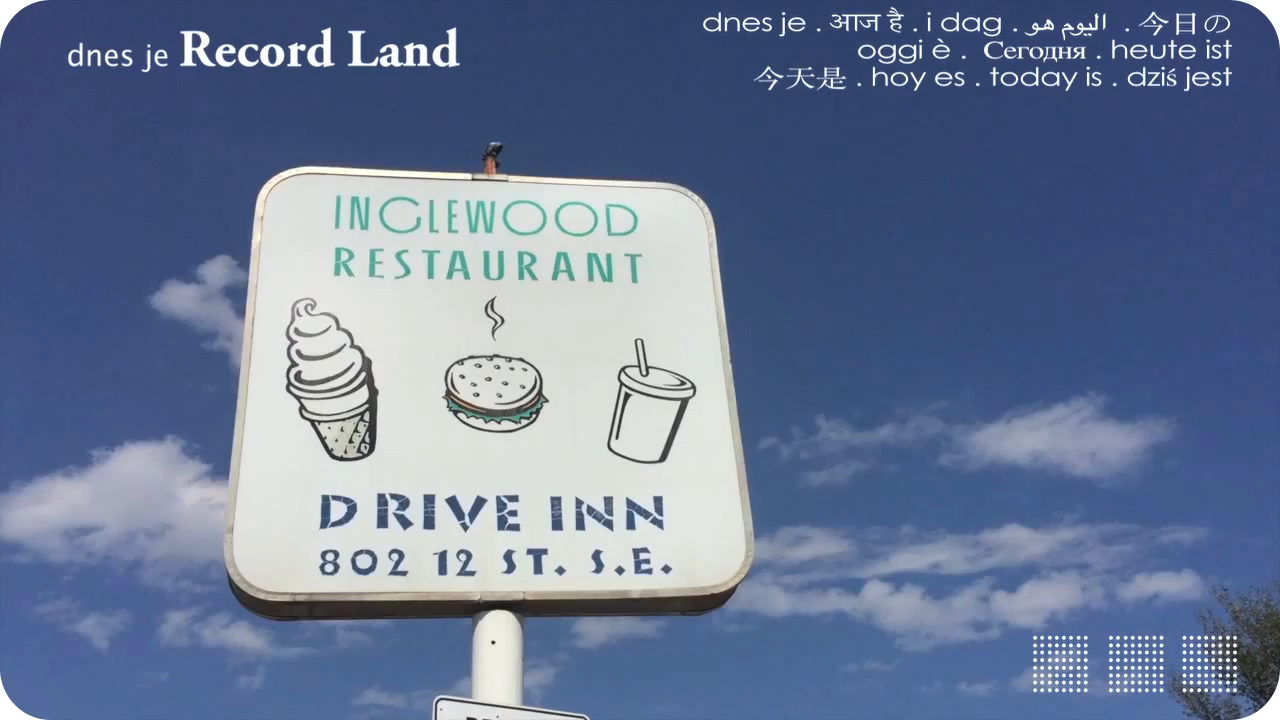 dnes je Record Land
dnes je . आज है . i dag . اليوم هو . 今日の
oggi è . Сегодня . heute ist
今天是 . hoy es . today is . dziś jest
INGLEWOOD
RESTAURANT
DRIVE INN
802 12 ST. S.E.